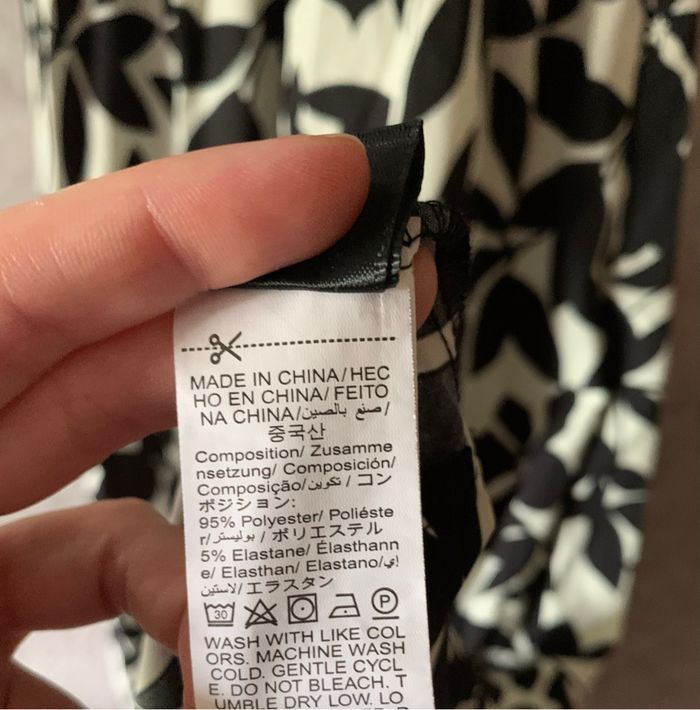 MADE IN CHINA/HEC
HO EN CHINA/ FEITO
NA CHINA/صنع بالصين/
중국산
Composition/ Zusamme
nsetzung/ Composición/
Composição/تكوين/ コン
ポジション:
95% Polyester/ Poliéste
r/بوليستر/ ポリエステル
5% Elastane/ Élasthann
e/ Elasthan/ Elastano/إي
لاستين/ エラスタン
30 P
WASH WITH LIKE COL
ORS. MACHINE WASH
COLD. GENTLE CYCL
E. DO NOT BLEACH. T
UMBLE DRY LOW. LO